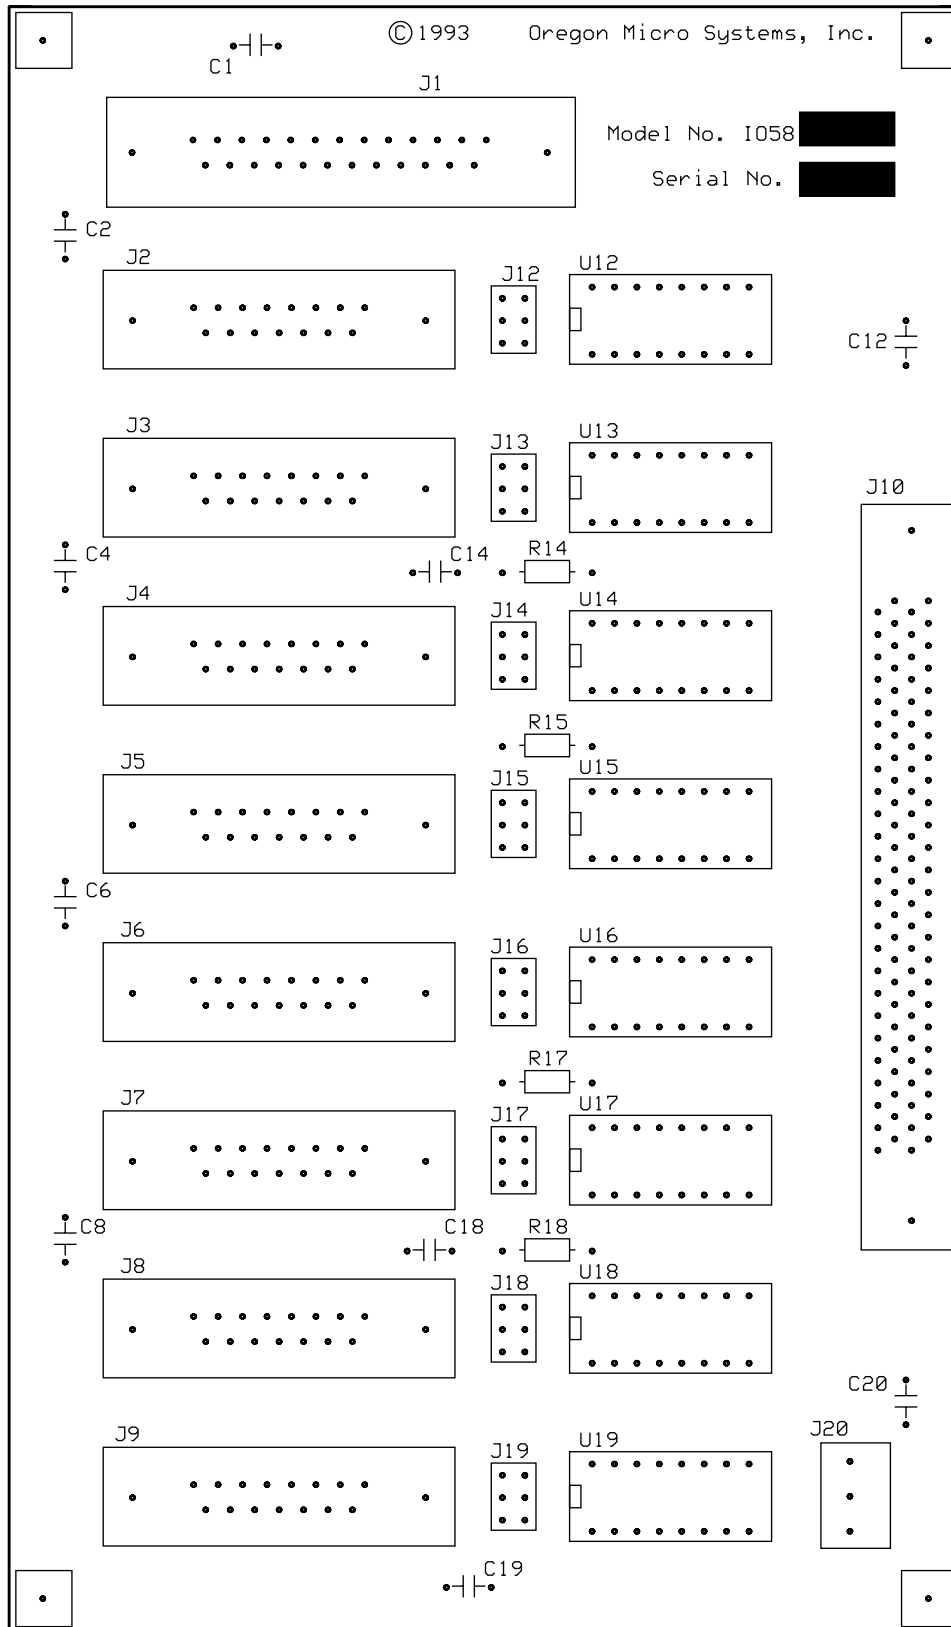 ©1993 Oregon Micro Systems, Inc.
C1
J1
Model No. IO58
Serial No.
C2
J2
J12
U12
C12
J3
J13
U13
J10
C4
C14
R14
J4
J14
U14
R15
J5
J15
U15
C6
J6
J16
U16
R17
J7
J17
U17
C8
C18
R18
J8
J18
U18
C20
J9
J19
U19
J20
C19